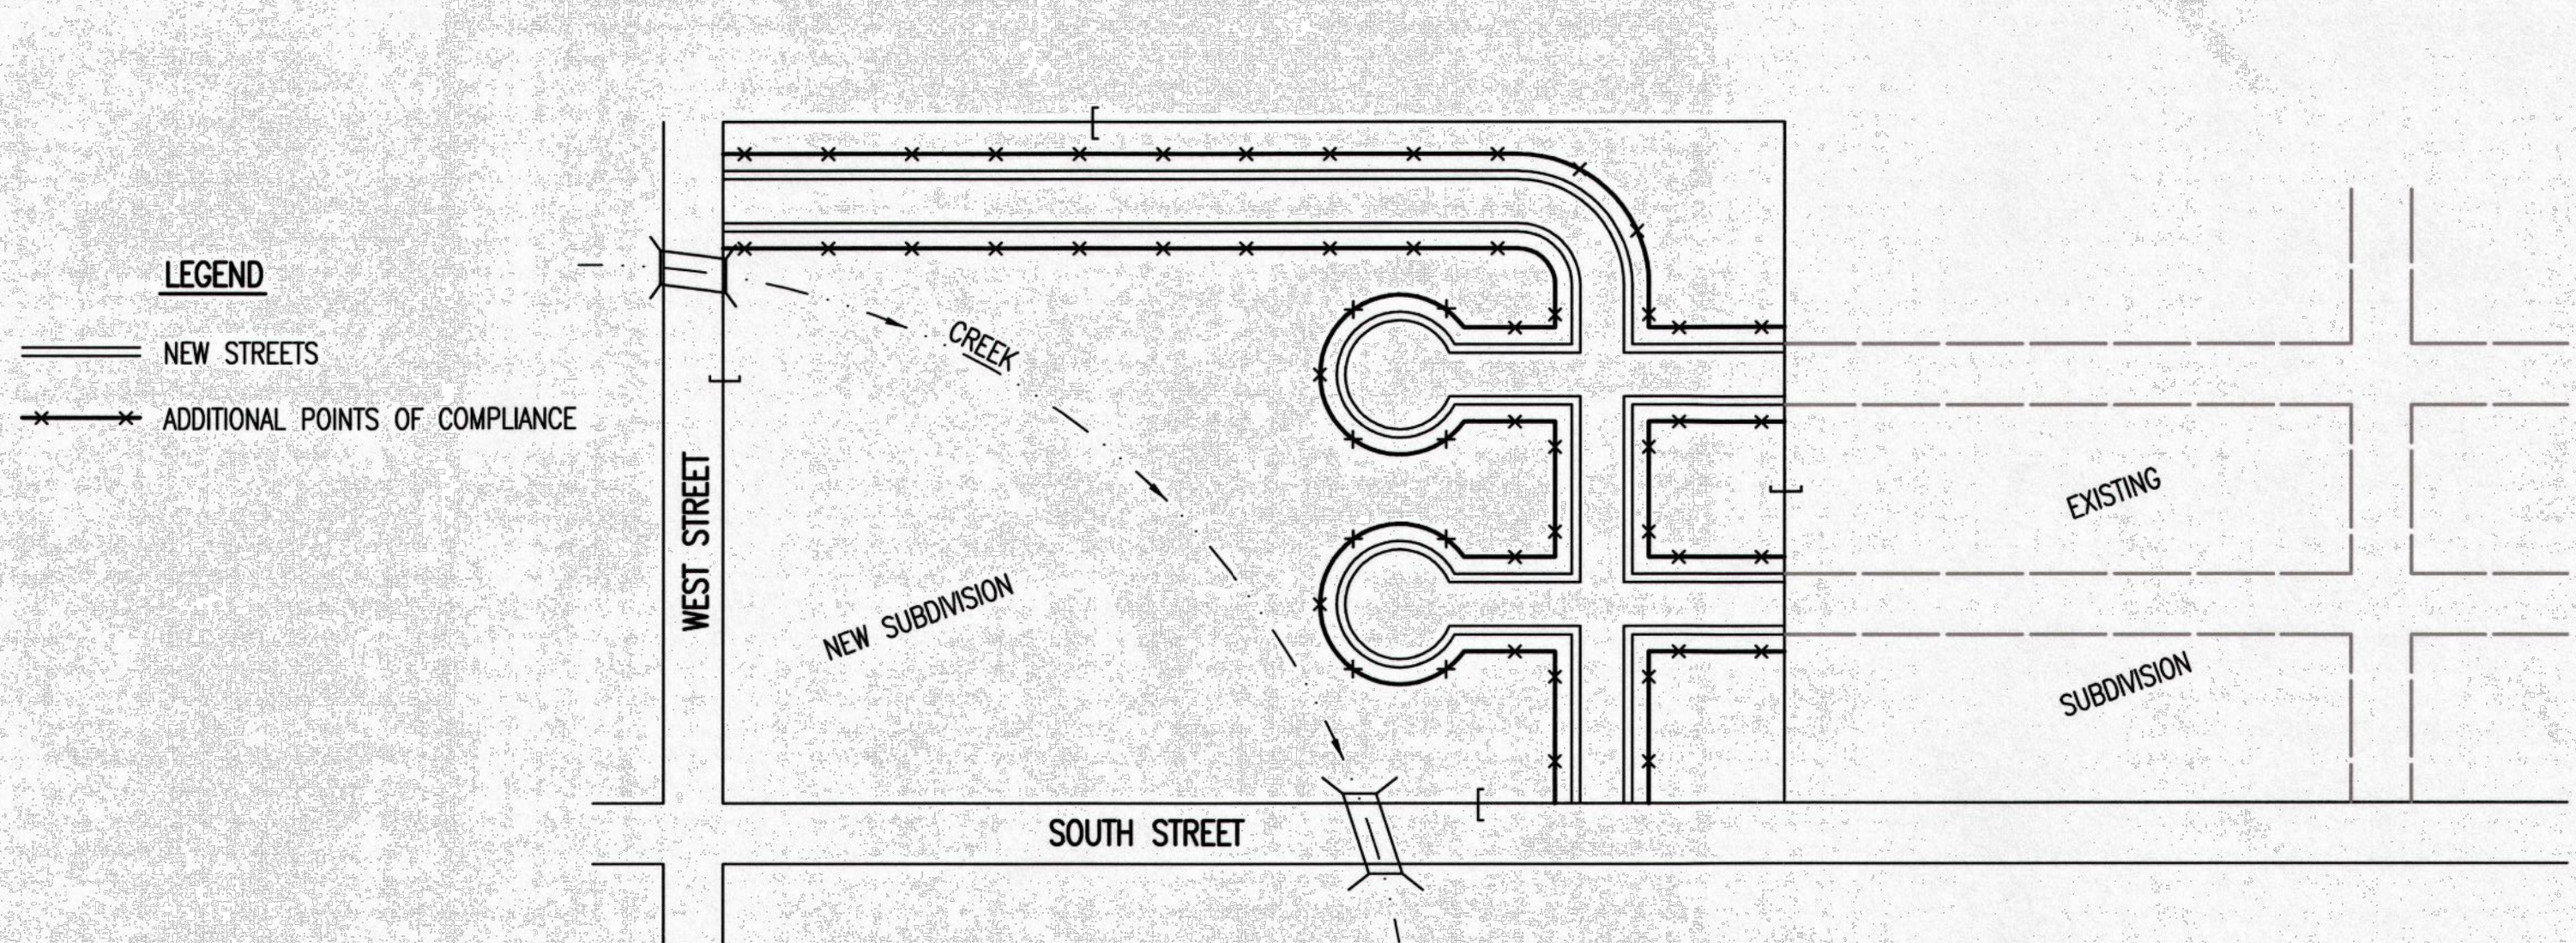 LEGEND
NEW STREETS
ADDITIONAL POINTS OF COMPLIANCE
WEST STREET
CREEK
NEW SUBDIVISION
SOUTH STREET
EXISTING
SUBDIVISION